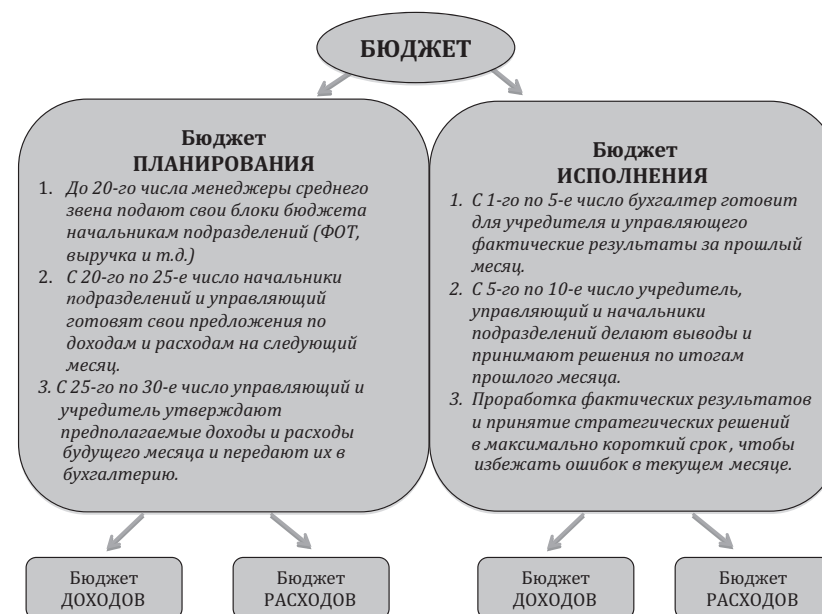 БЮДЖЕТ
Бюджет
ПЛАНИРОВАНИЯ
1. До 20-го числа менеджеры среднего
звена подают свои блоки бюджета
начальникам подразделений (ФОТ,
выручка и т.д.)
2. С 20-го по 25-е число начальники
подразделений и управляющий
готовят свои предложения по
доходам и расходам на следующий
месяц.
3. С 25-го по 30-е число управляющий и
учредитель утверждают
предполагаемые доходы и расходы
будущего месяца и передают их в
бухгалтерию.
Бюджет
ИСПОЛНЕНИЯ
1. С 1-го по 5-е число бухгалтер готовит
для учредителя и управляющего
фактические результаты за прошлый
месяц.
2. С 5-го по 10-е число учредитель,
управляющий и начальники
подразделений делают выводы и
принимают решения по итогам
прошлого месяца.
3. Проработка фактических результатов
и принятие стратегических решений
в максимально короткий срок , чтобы
избежать ошибок в текущем месяце.
Бюджет
ДОХОДОВ
Бюджет
РАСХОДОВ
Бюджет
ДОХОДОВ
Бюджет
РАСХОДОВ